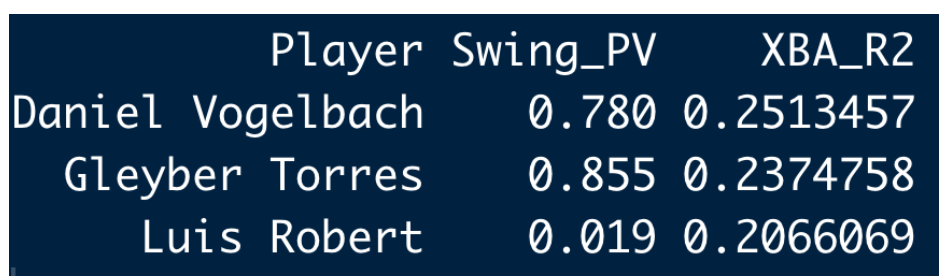 Player Swing_PV XBA_R2
Daniel Vogelbach 0.780 0.2513457
Gleyber Torres 0.855 0.2374758
Luis Robert 0.019 0.2066069